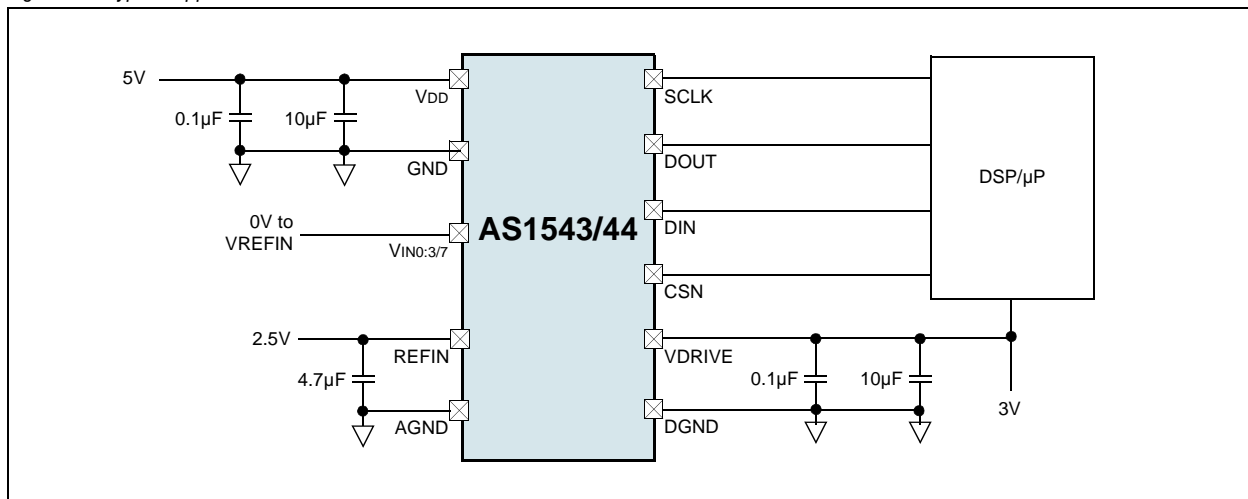 5V
0.1µF
10µF
VDD
GND
0V to
VREFIN
VIN0:3/7
2.5V
REFIN
4.7µF
AGND
AS1543/44
SCLK
DOUT
DIN
CSN
VDRIVE
DGND
DSP/µP
0.1µF
10µF
3V